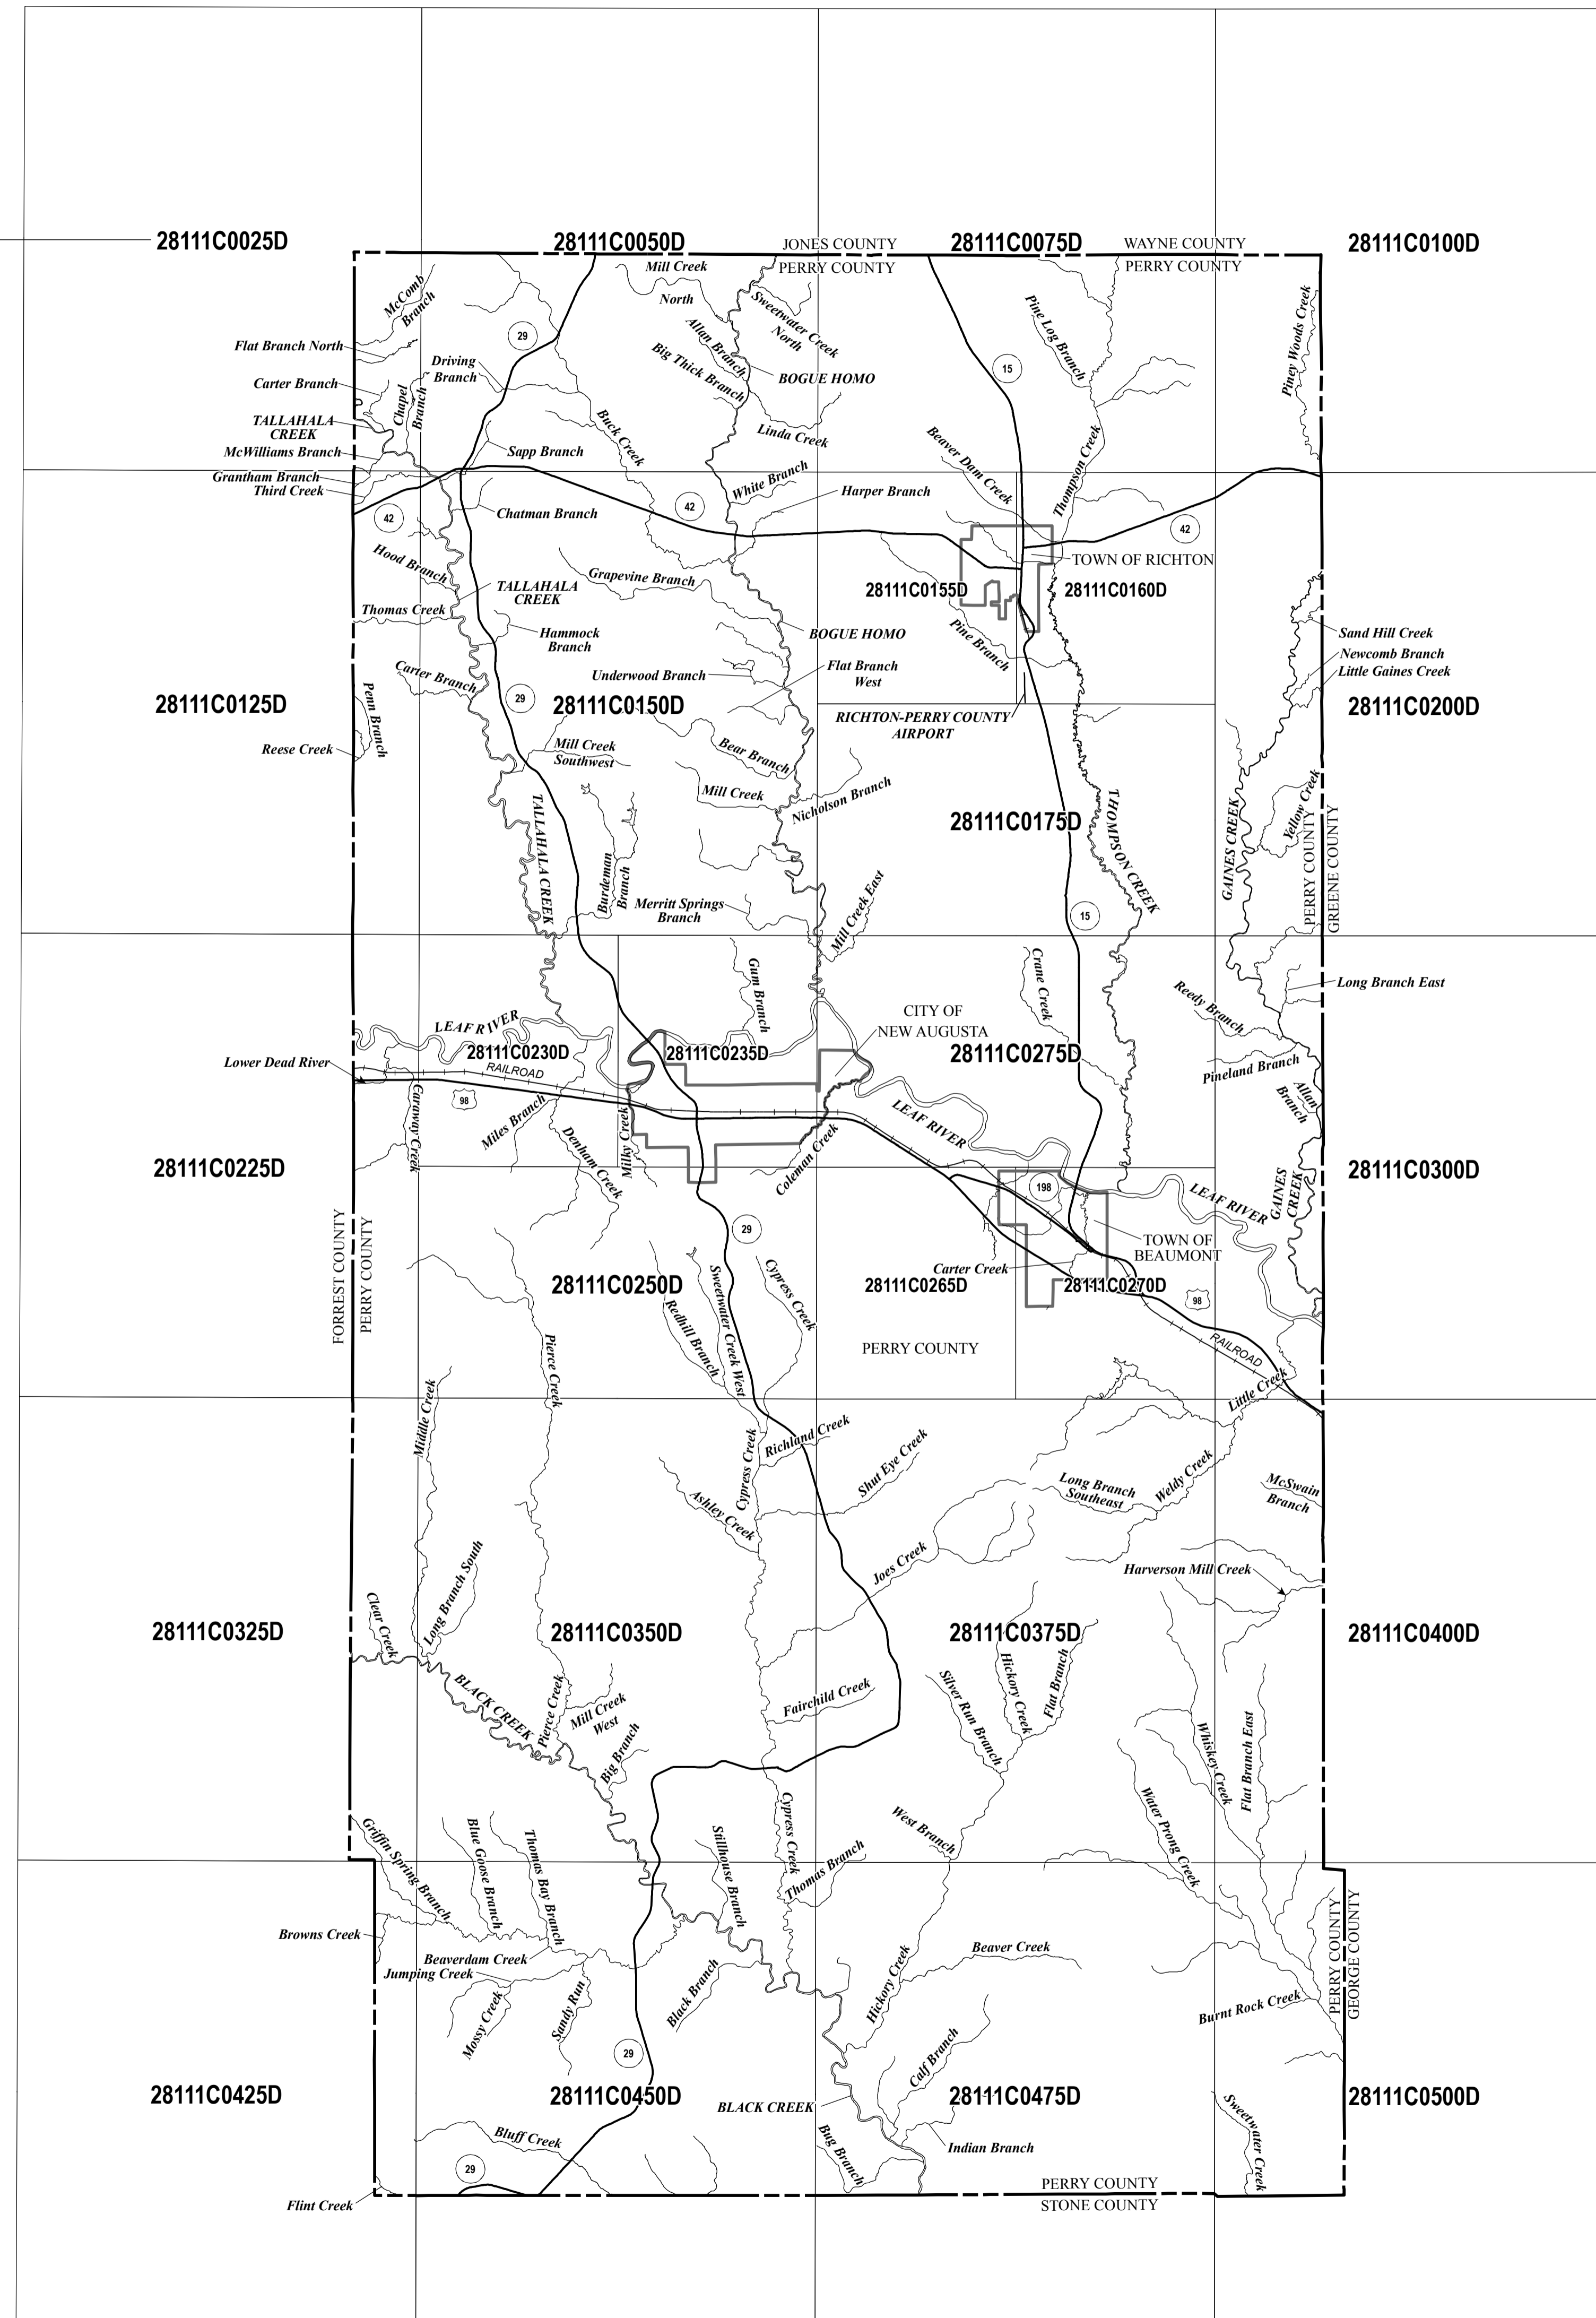 28111C0025D
28111C0050D
JONES COUNTY
PERRY COUNTY
28111C0075D
WAYNE COUNTY
PERRY COUNTY
28111C0100D
McComb
Branch
Mill Creek
North
Sweetwater Creek
North
Pine Log Branch
Piney Woods Creek
29
Flat Branch North
Driving
Branch
Allan Branch
Big Thick Branch
BOGUE HOMO
15
Carter Branch
Chapel
Branch
TALLAHALA
CREEK
Buck Creek
Linda Creek
McWilliams Branch
Sapp Branch
Beaver Dam Creek
Thompson Creek
Grantham Branch
Third Creek
White Branch
Harper Branch
42
Chatman Branch
42
42
Hood Branch
TOWN OF RICHTON
Grapevine Branch
TALLAHALA
CREEK
28111C0155D
28111C0160D
Thomas Creek
Hammock
Branch
BOGUE HOMO
Pine Branch
Sand Hill Creek
Newcomb Branch
Little Gaines Creek
Carter Branch
Underwood Branch
Flat Branch
West
Penn Branch
28111C0125D
29
28111C0150D
RICHTON-PERRY COUNTY
AIRPORT
28111C0200D
Reese Creek
Mill Creek
Southwest
Bear Branch
Mill Creek
Nicholson Branch
TALLAHALA CREEK
28111C0175D
THOMPSON CREEK
GAINES CREEK
Yellow Creek
PERRY COUNTY
GREENE COUNTY
Burdeman
Branch
Merritt Springs
Branch
Mill Creek East
15
Gum Branch
Crane Creek
Long Branch East
Reedy Branch
LEAF RIVER
CITY OF
NEW AUGUSTA
Lower Dead River
28111C0230D
28111C0235D
28111C0275D
RAILROAD
Pineland Branch
Allan
Branch
98
Caraway Creek
Miles Branch
Denham Creek
Milky Creek
Coleman Creek
LEAF RIVER
28111C0225D
28111C0300D
198
LEAF RIVER
GAINES
CREEK
29
FORREST COUNTY
PERRY COUNTY
TOWN OF
BEAUMONT
Carter Creek
28111C0250D
28111C0265D
28111C0270D
98
Redhill Branch
Sweetwater Creek West
Cypress Creek
PERRY COUNTY
RAILROAD
Pierce Creek
Middle Creek
Little Creek
Cypress Creek
Richland Creek
Shut Eye Creek
Ashley Creek
Long Branch
Southeast
Weldy Creek
McSwain
Branch
Joes Creek
Harverson Mill Creek
Clear Creek
Long Branch South
28111C0325D
28111C0350D
28111C0375D
28111C0400D
BLACK CREEK
Pierce Creek
Mill Creek
West
Big Branch
Fairchild Creek
Silver Run Branch
Hickory Creek
Flat Branch
Whiskey Creek
Flat Branch East
Water Prong Creek
Griffin Spring Branch
Blue Goose Branch
Thomas Bay Branch
Stillhouse Branch
Cypress Creek
Thomas Branch
West Branch
Browns Creek
Beaverdam Creek
Jumping Creek
Mossy Creek
Sandy Run
Black Branch
Hickory Creek
Beaver Creek
Burnt Rock Creek
PERRY COUNTY
GEORGE COUNTY
29
Calf Branch
28111C0425D
28111C0450D
BLACK CREEK
28111C0475D
28111C0500D
Bluff Creek
Bug Branch
Indian Branch
Sweetwater Creek
29
Flint Creek
PERRY COUNTY
STONE COUNTY